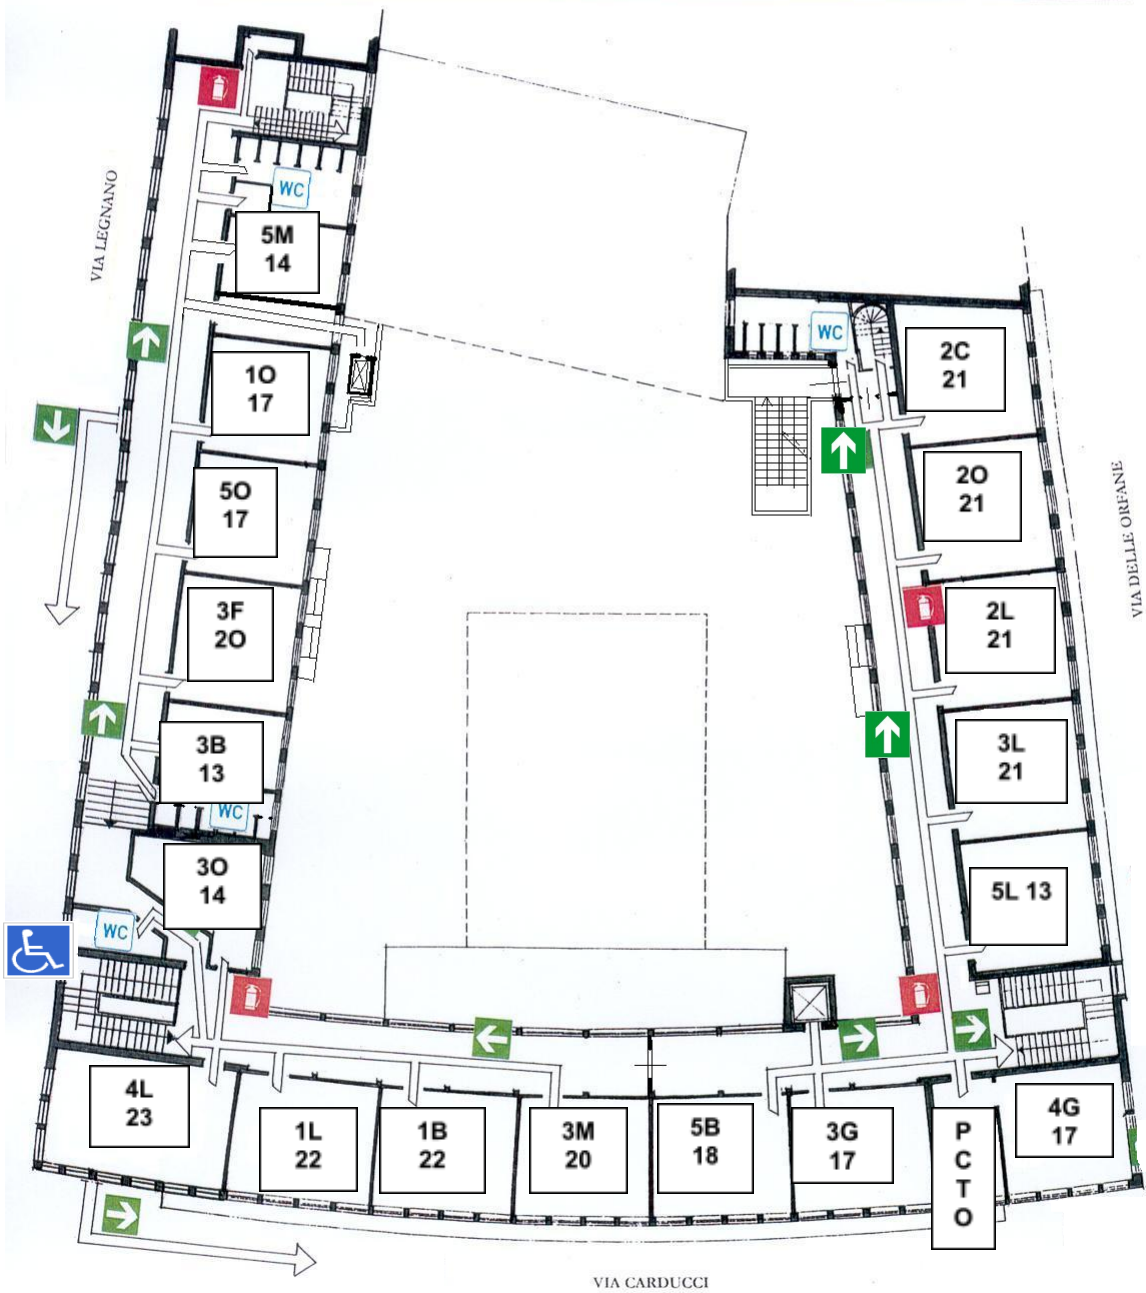 VIA LEGNANO
WC
5M
14
WC
2C
21
1O
17
2O
21
5O
17
VIA DELLE ORFANE
3F
2O
2L
21
3B
13
3L
21
WC
3O
14
5L 13
WC
4L
23
1L
22
1B
22
3M
20
5B
18
3G
17
P
C
T
O
4G
17
VIA CARDUCCI